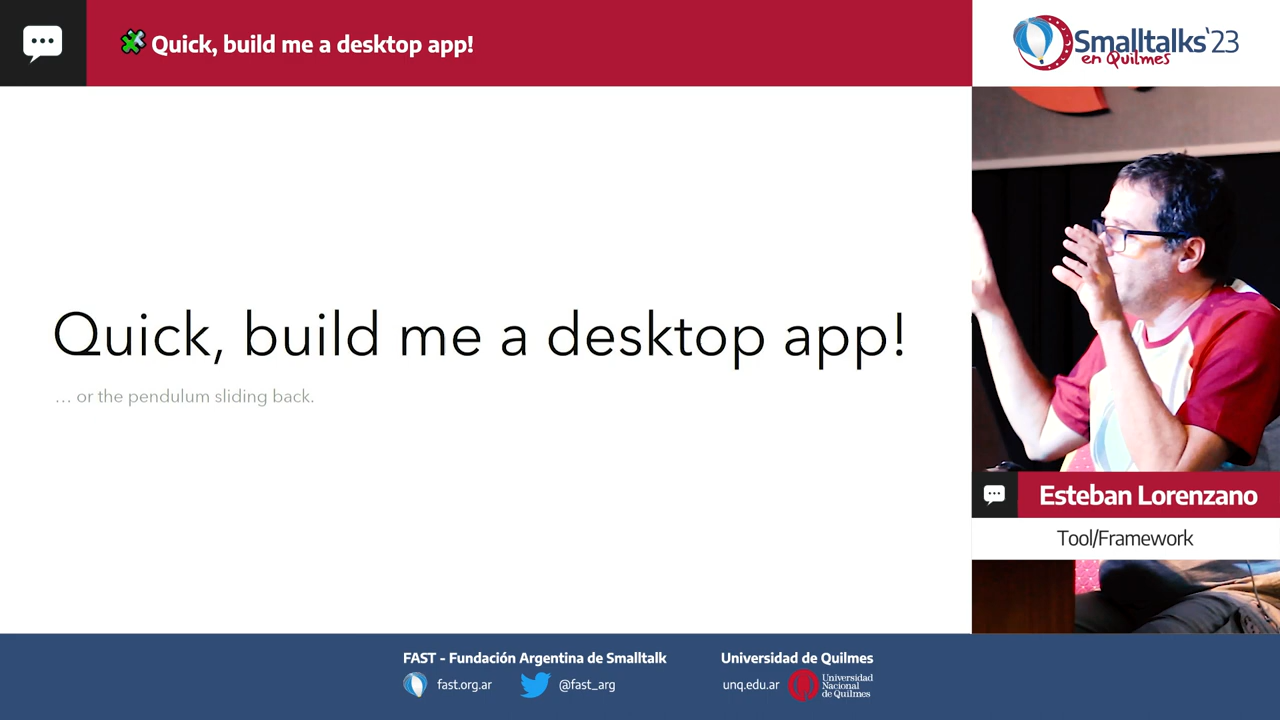 Quick, build me a desktop app!
Smalltalks'23
en Quilmes
Quick, build me a desktop app!
… or the pendulum sliding back.
Esteban Lorenzano
Tool/Framework
FAST - Fundación Argentina de Smalltalk
fast.org.ar
@fast_arg
Universidad de Quilmes
unq.edu.ar
Universidad
Nacional
de Quilmes